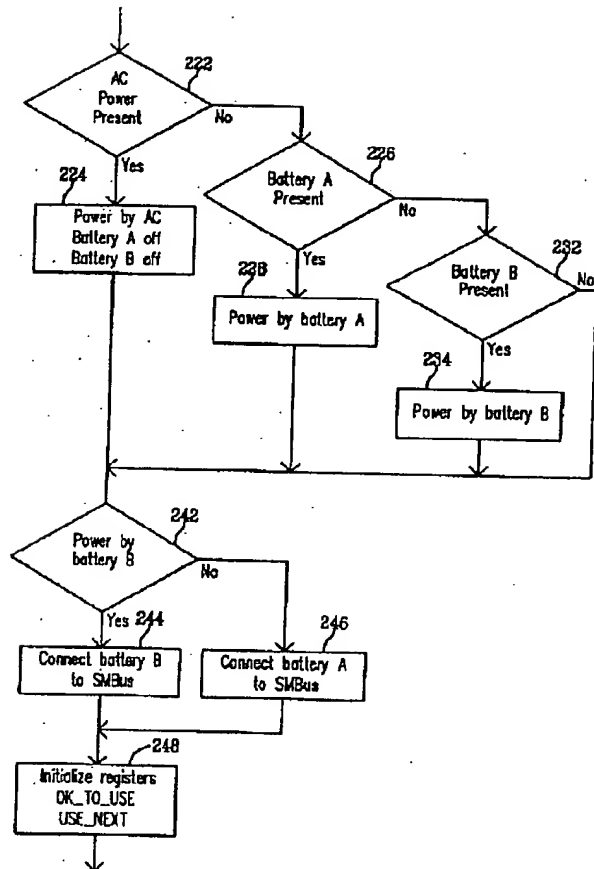 222
AC
Power
Present
No
Yes
224
Power by AC
Battery A off
Battery B off
226
Battery A
Present
No
Yes
228
Power by battery A
232
Battery B
Present
No
Yes
234
Power by battery B
242
Power by
battery B
No
Yes
244
Connect battery B
to SMBus
246
Connect battery A
to SMBus
248
Initialize registers
OK_TO_USE
USE_NEXT